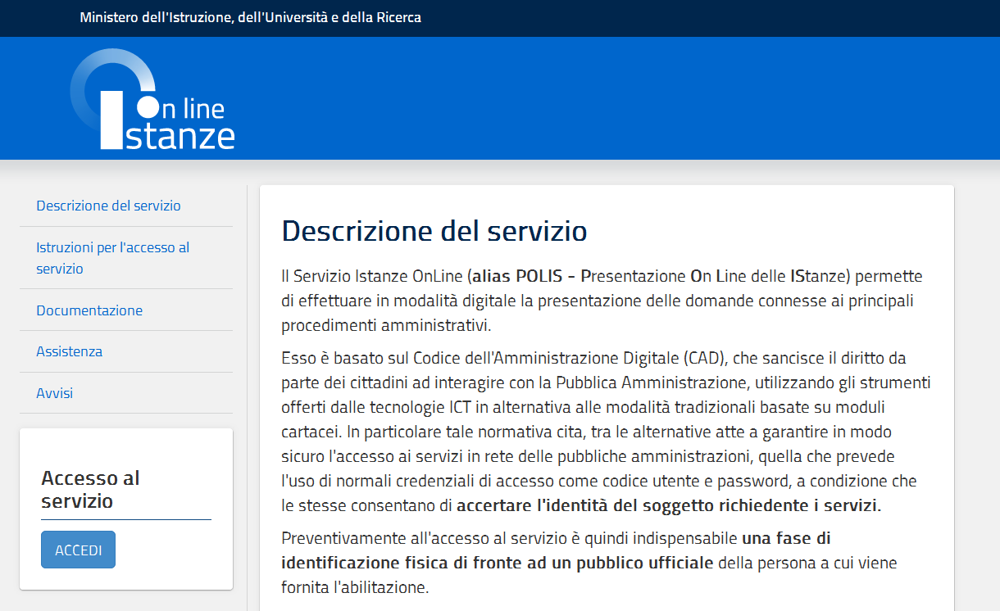 Ministero dell'Istruzione, dell'Università e della Ricerca
On line
Istanze
Descrizione del servizio
Istruzioni per l'accesso al
servizio
Documentazione
Assistenza
Avvisi
Accesso al
servizio
ACCEDI
Descrizione del servizio
Il Servizio Istanze OnLine (alias POLIS - Presentazione On Line delle IStanze) permette
di effettuare in modalità digitale la presentazione delle domande connesse ai principali
procedimenti amministrativi.
Esso è basato sul Codice dell'Amministrazione Digitale (CAD), che sancisce il diritto da
parte dei cittadini ad interagire con la Pubblica Amministrazione, utilizzando gli strumenti
offerti dalle tecnologie ICT in alternativa alle modalità tradizionali basate su moduli
cartacei. In particolare tale normativa cita, tra le alternative atte a garantire in modo
sicuro l'accesso ai servizi in rete delle pubbliche amministrazioni, quella che prevede
l'uso di normali credenziali di accesso come codice utente e password, a condizione che
le stesse consentano di accertare l'identità del soggetto richiedente i servizi.
Preventivamente all'accesso al servizio è quindi indispensabile una fase di
identificazione fisica di fronte ad un pubblico ufficiale della persona a cui viene
fornita l'abilitazione.